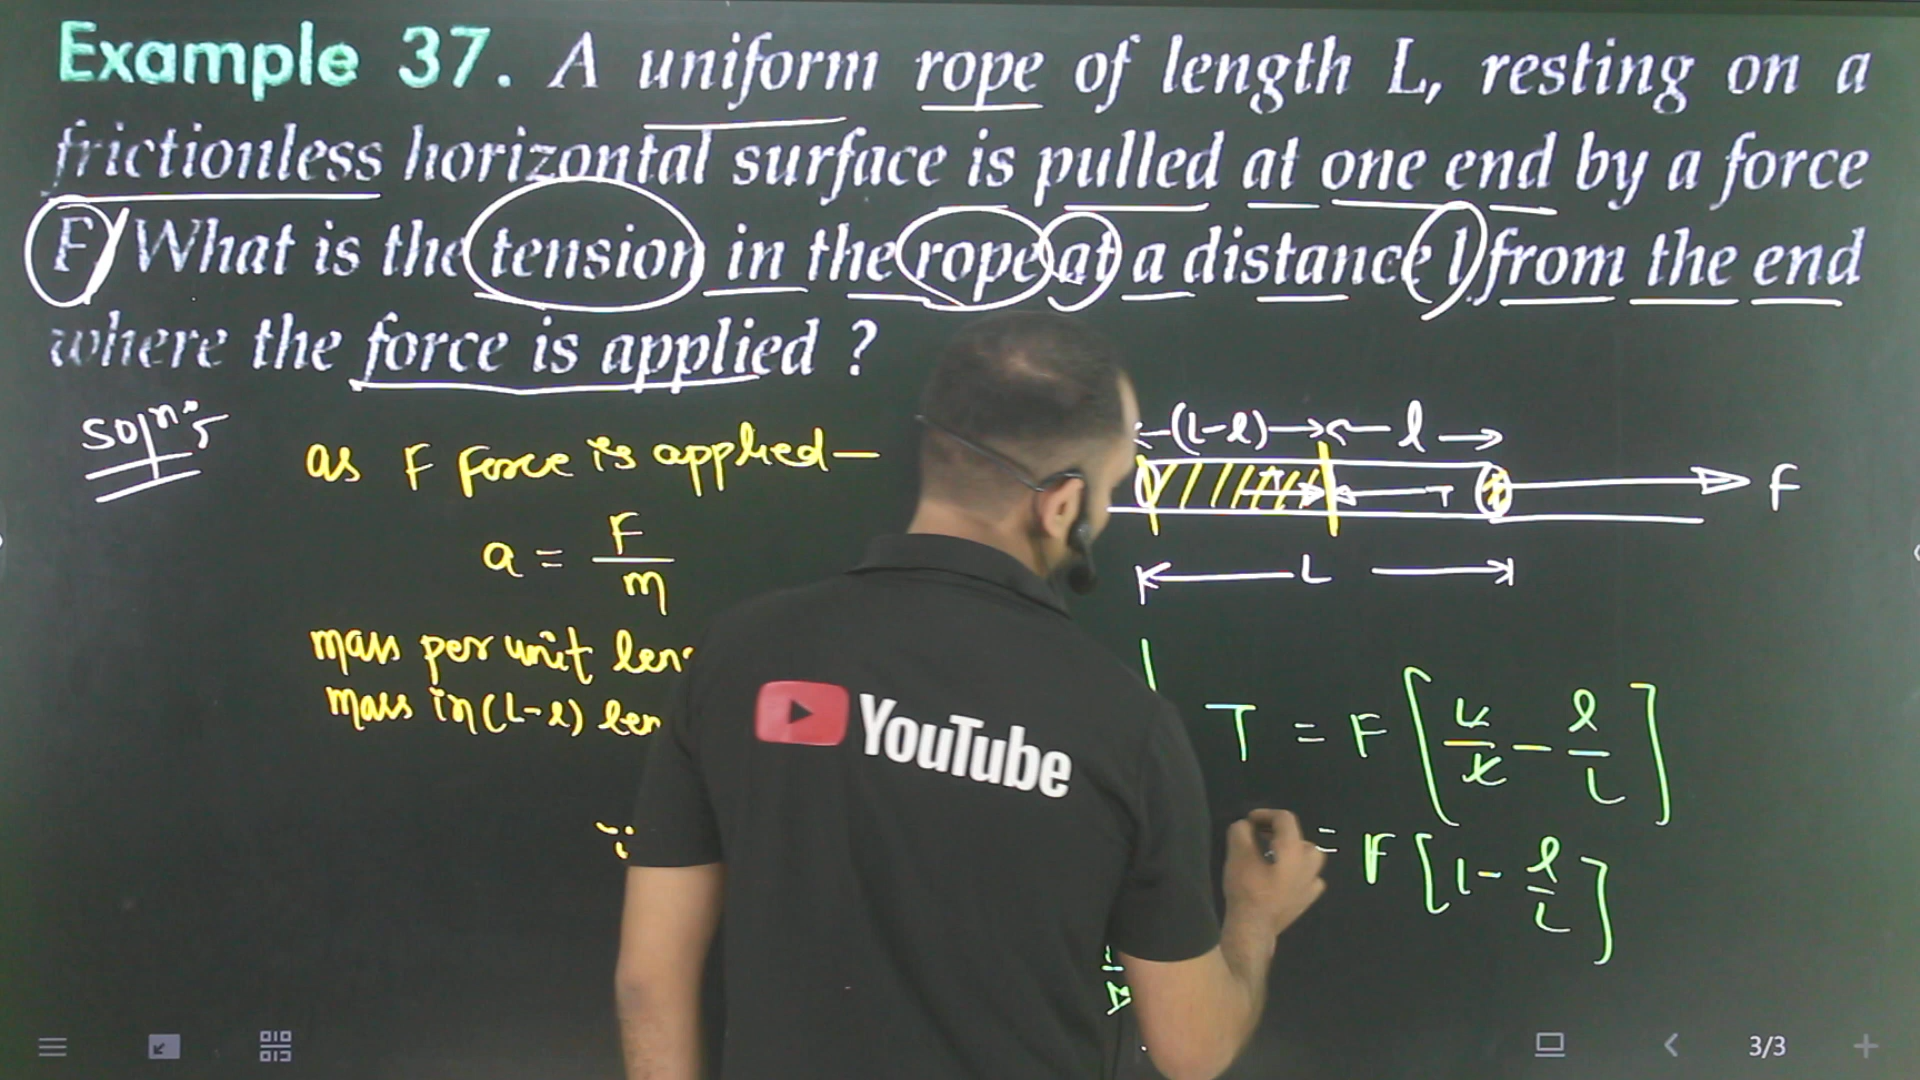 Example 37. A uniform rope of length L, resting on a
frictionless horizontal surface is pulled at one end by a force
F. What is the tension in the rope at a distance l from the end
where the force is applied ?
Soln:-
as F force is applied—
a = F/m
mass per unit len
mass in (L-l) len
(L-l) l
T T F
L
T = F [L/L - l/L]
= F [1 - l/L]
YouTube
3/3